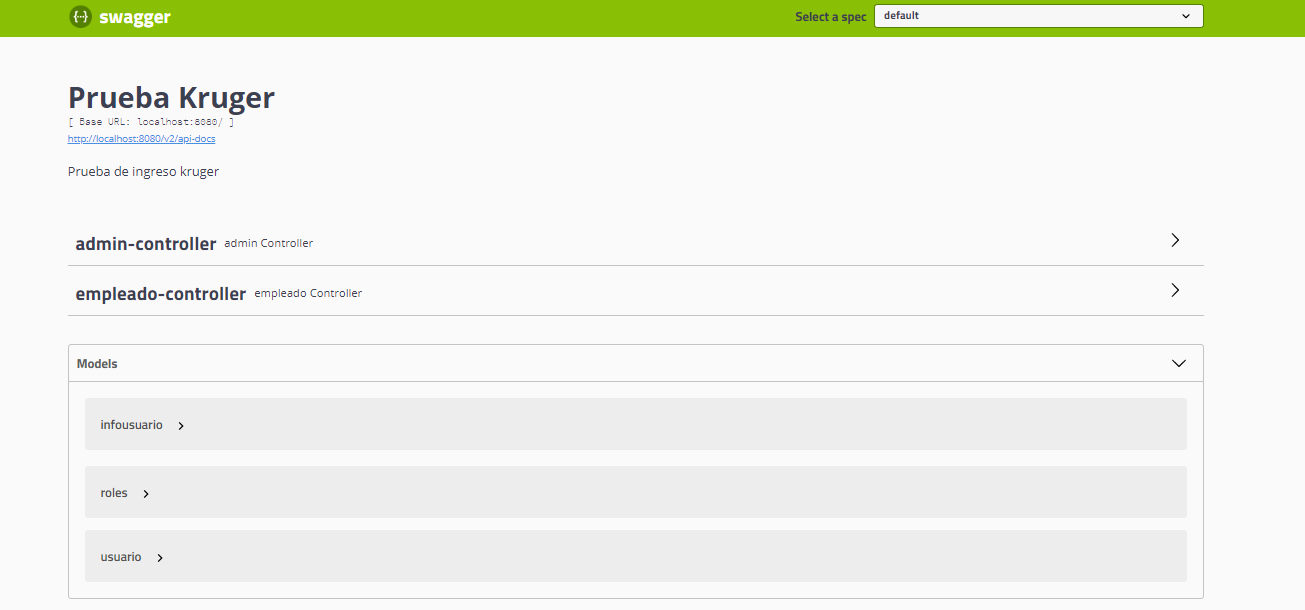 swagger
Select a spec default
Prueba Kruger
[ Base URL: localhost:8080/ ]
http://localhost:8080/v2/api-docs
Prueba de ingreso kruger
admin-controller admin Controller
empleado-controller empleado Controller
Models
infousuario
roles
usuario